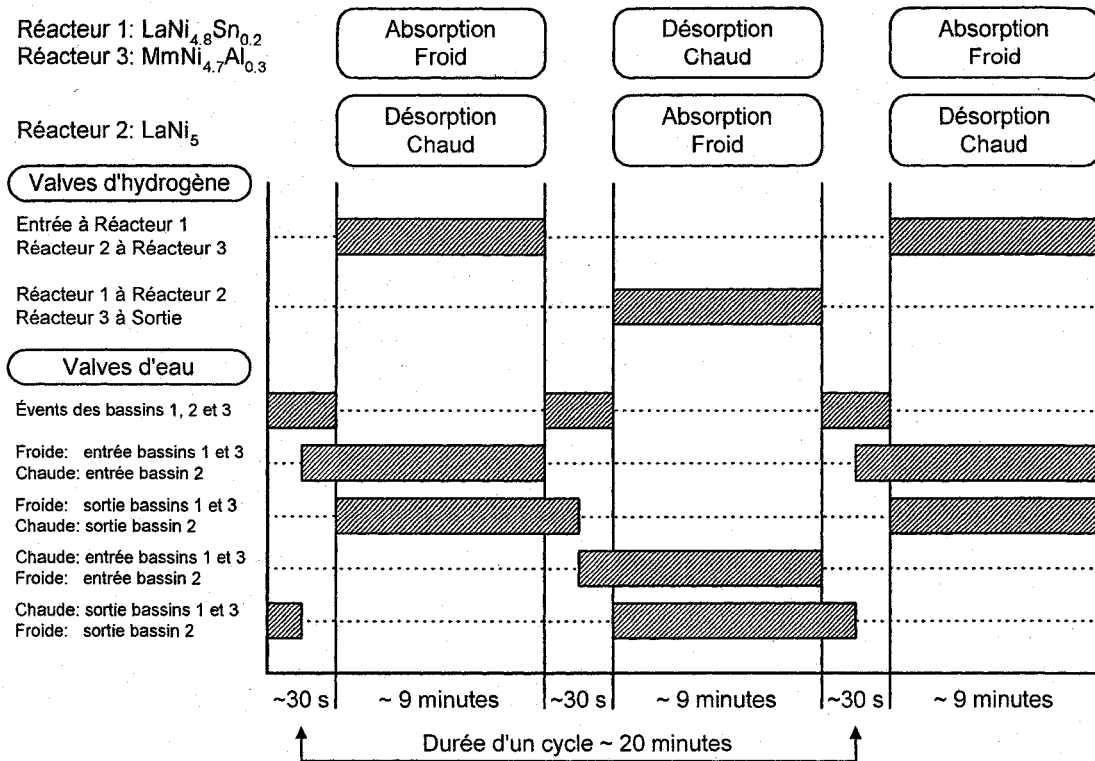 Réacteur 1: LaNi4.8Sn0.2
Réacteur 3: MmNi4.7Al0.3
Absorption
Froid
Désorption
Chaud
Absorption
Froid
Réacteur 2: LaNi5
Désorption
Chaud
Absorption
Froid
Désorption
Chaud
Valves d'hydrogène
Entrée à Réacteur 1
Réacteur 2 à Réacteur 3
Réacteur 1 à Réacteur 2
Réacteur 3 à Sortie
Valves d'eau
Évents des bassins 1, 2 et 3
Froide: entrée bassins 1 et 3
Chaude: entrée bassin 2
Froide: sortie bassins 1 et 3
Chaude: sortie bassin 2
Chaude: entrée bassins 1 et 3
Froide: entrée bassin 2
Chaude: sortie bassins 1 et 3
Froide: sortie bassin 2
~30 s ~ 9 minutes ~30 s ~ 9 minutes ~30 s ~ 9 minutes
Durée d'un cycle ~ 20 minutes